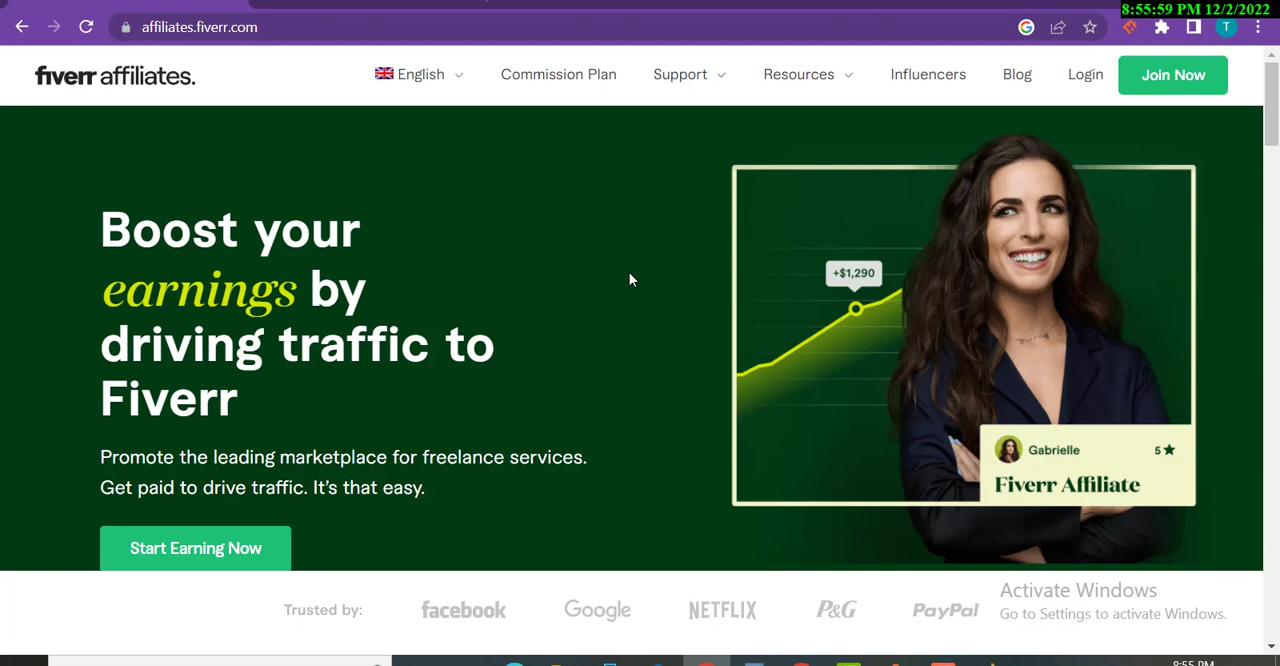 8:55:59 PM 12/2/2022
affiliates.fiverr.com
T
fiverr affiliates.
English
Commission Plan
Support
Resources
Influencers
Blog
Login
Join Now
Boost your
earnings by
driving traffic to
Fiverr
Promote the leading marketplace for freelance services.
Get paid to drive traffic. It's that easy.
Start Earning Now
+$1,290
Gabrielle
5★
Fiverr Affiliate
Trusted by:
facebook
Google
NETFLIX
P&G
PayPal
Activate Windows
Go to Settings to activate Windows.
8:55 PM